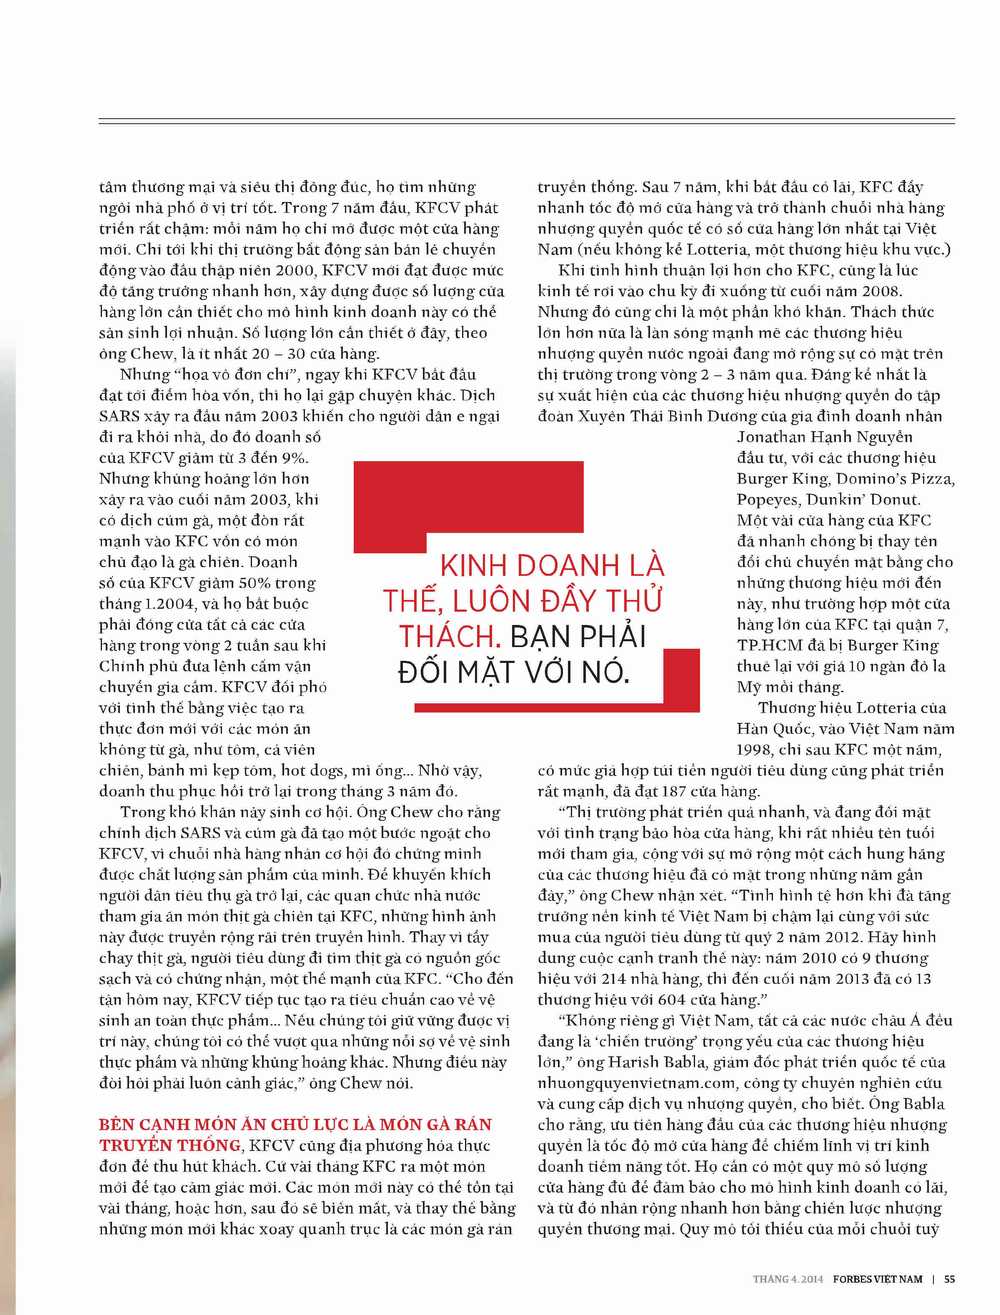 tâm thương mại và siêu thị đông đúc, họ tìm những
ngôi nhà phố ở vị trí tốt. Trong 7 năm đầu, KFCV phát
triển rất chậm: mỗi năm họ chỉ mở được một cửa hàng
mới. Chỉ tới khi thị trường bất động sản bán lẻ chuyển
động vào đầu thập niên 2000, KFCV mới đạt được mức
độ tăng trưởng nhanh hơn, xây dựng được số lượng cửa
hàng lớn cần thiết cho mô hình kinh doanh này có thể
sản sinh lợi nhuận. Số lượng lớn cần thiết ở đây, theo
ông Chew, là ít nhất 20 – 30 cửa hàng.
Nhưng “họa vô đơn chí”, ngay khi KFCV bắt đầu
đạt tới điểm hòa vốn, thì họ lại gặp chuyện khác. Dịch
SARS xảy ra đầu năm 2003 khiến cho người dân e ngại
đi ra khỏi nhà, do đó doanh số
của KFCV giảm từ 3 đến 9%.
Nhưng khủng hoảng lớn hơn
xảy ra vào cuối năm 2003, khi
có dịch cúm gà, một đòn rất
mạnh vào KFC vốn có món
chủ đạo là gà chiên. Doanh
số của KFCV giảm 50% trong
tháng 1.2004, và họ bắt buộc
phải đóng cửa tất cả các cửa
hàng trong vòng 2 tuần sau khi
Chính phủ đưa lệnh cấm vận
chuyển gia cầm. KFCV đối phó
với tình thế bằng việc tạo ra
thực đơn mới với các món ăn
không từ gà, như tôm, cá viên
chiên, bánh mì kẹp tôm, hot dogs, mì ống... Nhờ vậy,
doanh thu phục hồi trở lại trong tháng 3 năm đó.
Trong khó khăn nảy sinh cơ hội. Ông Chew cho rằng
chính dịch SARS và cúm gà đã tạo một bước ngoặt cho
KFCV, vì chuỗi nhà hàng nhân cơ hội đó chứng minh
được chất lượng sản phẩm của mình. Để khuyến khích
người dân tiêu thụ gà trở lại, các quan chức nhà nước
tham gia ăn món thịt gà chiên tại KFC, những hình ảnh
này được truyền rộng rãi trên truyền hình. Thay vì tẩy
chay thịt gà, người tiêu dùng đi tìm thịt gà có nguồn gốc
sạch và có chứng nhận, một thế mạnh của KFC. “Cho đến
tận hôm nay, KFCV tiếp tục tạo ra tiêu chuẩn cao về vệ
sinh an toàn thực phẩm... Nếu chúng tôi giữ vững được vị
trí này, chúng tôi có thể vượt qua những nỗi sợ về vệ sinh
thực phẩm và những khủng hoảng khác. Nhưng điều này
đòi hỏi phải luôn cảnh giác,” ông Chew nói.
BÊN CẠNH MÓN ĂN CHỦ LỰC LÀ MÓN GÀ RÁN
TRUYỀN THỐNG, KFCV cũng địa phương hóa thực
đơn để thu hút khách. Cứ vài tháng KFC ra một món
mới để tạo cảm giác mới. Các món mới này có thể tồn tại
vài tháng, hoặc hơn, sau đó sẽ biến mất, và thay thế bằng
những món mới khác xoay quanh trục là các món gà rán
KINH DOANH LÀ
THẾ, LUÔN ĐẦY THỬ
THÁCH. BẠN PHẢI
ĐỐI MẶT VỚI NÓ.
truyền thống. Sau 7 năm, khi bắt đầu có lãi, KFC đẩy
nhanh tốc độ mở cửa hàng và trở thành chuỗi nhà hàng
nhượng quyền quốc tế có số cửa hàng lớn nhất tại Việt
Nam (nếu không kể Lotteria, một thương hiệu khu vực.)
Khi tình hình thuận lợi hơn cho KFC, cũng là lúc
kinh tế rơi vào chu kỳ đi xuống từ cuối năm 2008.
Nhưng đó cũng chỉ là một phần khó khăn. Thách thức
lớn hơn nữa là làn sóng mạnh mẽ các thương hiệu
nhượng quyền nước ngoài đang mở rộng sự có mặt trên
thị trường trong vòng 2 – 3 năm qua. Đáng kể nhất là
sự xuất hiện của các thương hiệu nhượng quyền do tập
đoàn Xuyên Thái Bình Dương của gia đình doanh nhân
Jonathan Hạnh Nguyễn
đầu tư, với các thương hiệu
Burger King, Domino’s Pizza,
Popeyes, Dunkin’ Donut.
Một vài cửa hàng của KFC
đã nhanh chóng bị thay tên
đổi chủ chuyển mặt bằng cho
những thương hiệu mới đến
này, như trường hợp một cửa
hàng lớn của KFC tại quận 7,
TP.HCM đã bị Burger King
thuê lại với giá 10 ngàn đô la
Mỹ mỗi tháng.
Thương hiệu Lotteria của
Hàn Quốc, vào Việt Nam năm
1998, chỉ sau KFC một năm,
có mức giá hợp túi tiền người tiêu dùng cũng phát triển
rất mạnh, đã đạt 187 cửa hàng.
“Thị trường phát triển quá nhanh, và đang đối mặt
với tình trạng bão hòa cửa hàng, khi rất nhiều tên tuổi
mới tham gia, cộng với sự mở rộng một cách hung hăng
của các thương hiệu đã có mặt trong những năm gần
đây,” ông Chew nhận xét. “Tình hình tệ hơn khi đà tăng
trưởng nền kinh tế Việt Nam bị chậm lại cùng với sức
mua của người tiêu dùng từ quý 2 năm 2012. Hãy hình
dung cuộc cạnh tranh thế này: năm 2010 có 9 thương
hiệu với 214 nhà hàng, thì đến cuối năm 2013 đã có 13
thương hiệu với 604 cửa hàng.”
“Không riêng gì Việt Nam, tất cả các nước châu Á đều
đang là ‘chiến trường’ trọng yếu của các thương hiệu
lớn,” ông Harish Babla, giám đốc phát triển quốc tế của
nhuongquyenvietnam.com, công ty chuyên nghiên cứu
và cung cấp dịch vụ nhượng quyền, cho biết. Ông Babla
cho rằng, ưu tiên hàng đầu của các thương hiệu nhượng
quyền là tốc độ mở cửa hàng để chiếm lĩnh vị trí kinh
doanh tiềm năng tốt. Họ cần có một quy mô số lượng
cửa hàng đủ để đảm bảo cho mô hình kinh doanh có lãi,
và từ đó nhân rộng nhanh hơn bằng chiến lược nhượng
quyền thương mại. Quy mô tối thiểu của mỗi chuỗi tuỳ
THÁNG 4.2014 FORBES VIỆT NAM | 55